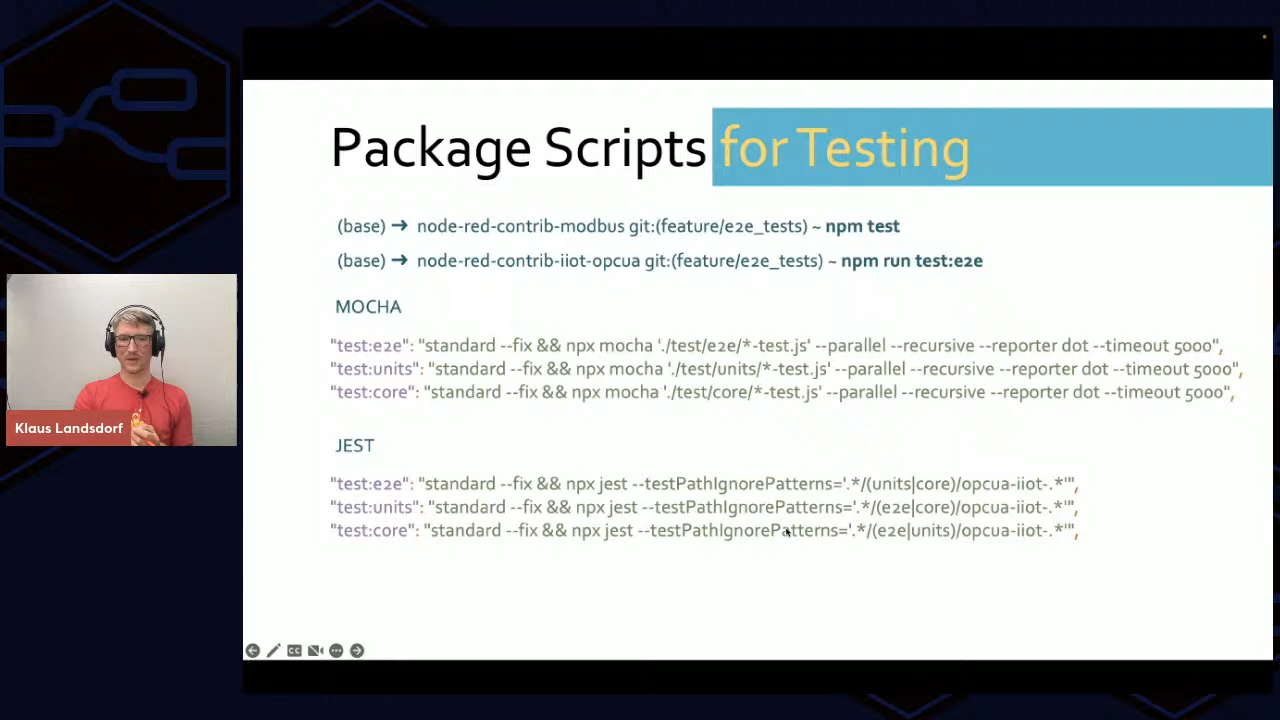 Package Scripts for Testing
(base) ➜ node-red-contrib-modbus git:(feature/e2e_tests) ~ npm test
(base) ➜ node-red-contrib-iiot-opcua git:(feature/e2e_tests) ~ npm run test:e2e
MOCHA
"test:e2e": "standard --fix && npx mocha './test/e2e/*-test.js' --parallel --recursive --reporter dot --timeout 5000",
"test:units": "standard --fix && npx mocha './test/units/*-test.js' --parallel --recursive --reporter dot --timeout 5000",
"test:core": "standard --fix && npx mocha './test/core/*-test.js' --parallel --recursive --reporter dot --timeout 5000",
Klaus Landsdorf
JEST
"test:e2e": "standard --fix && npx jest --testPathIgnorePatterns='.*/(units|core)/opcua-iiot-.*'",
"test:units": "standard --fix && npx jest --testPathIgnorePatterns='.*/(e2e|core)/opcua-iiot-.*'",
"test:core": "standard --fix && npx jest --testPathIgnorePatterns='.*/(e2e|units)/opcua-iiot-.*'",
CC